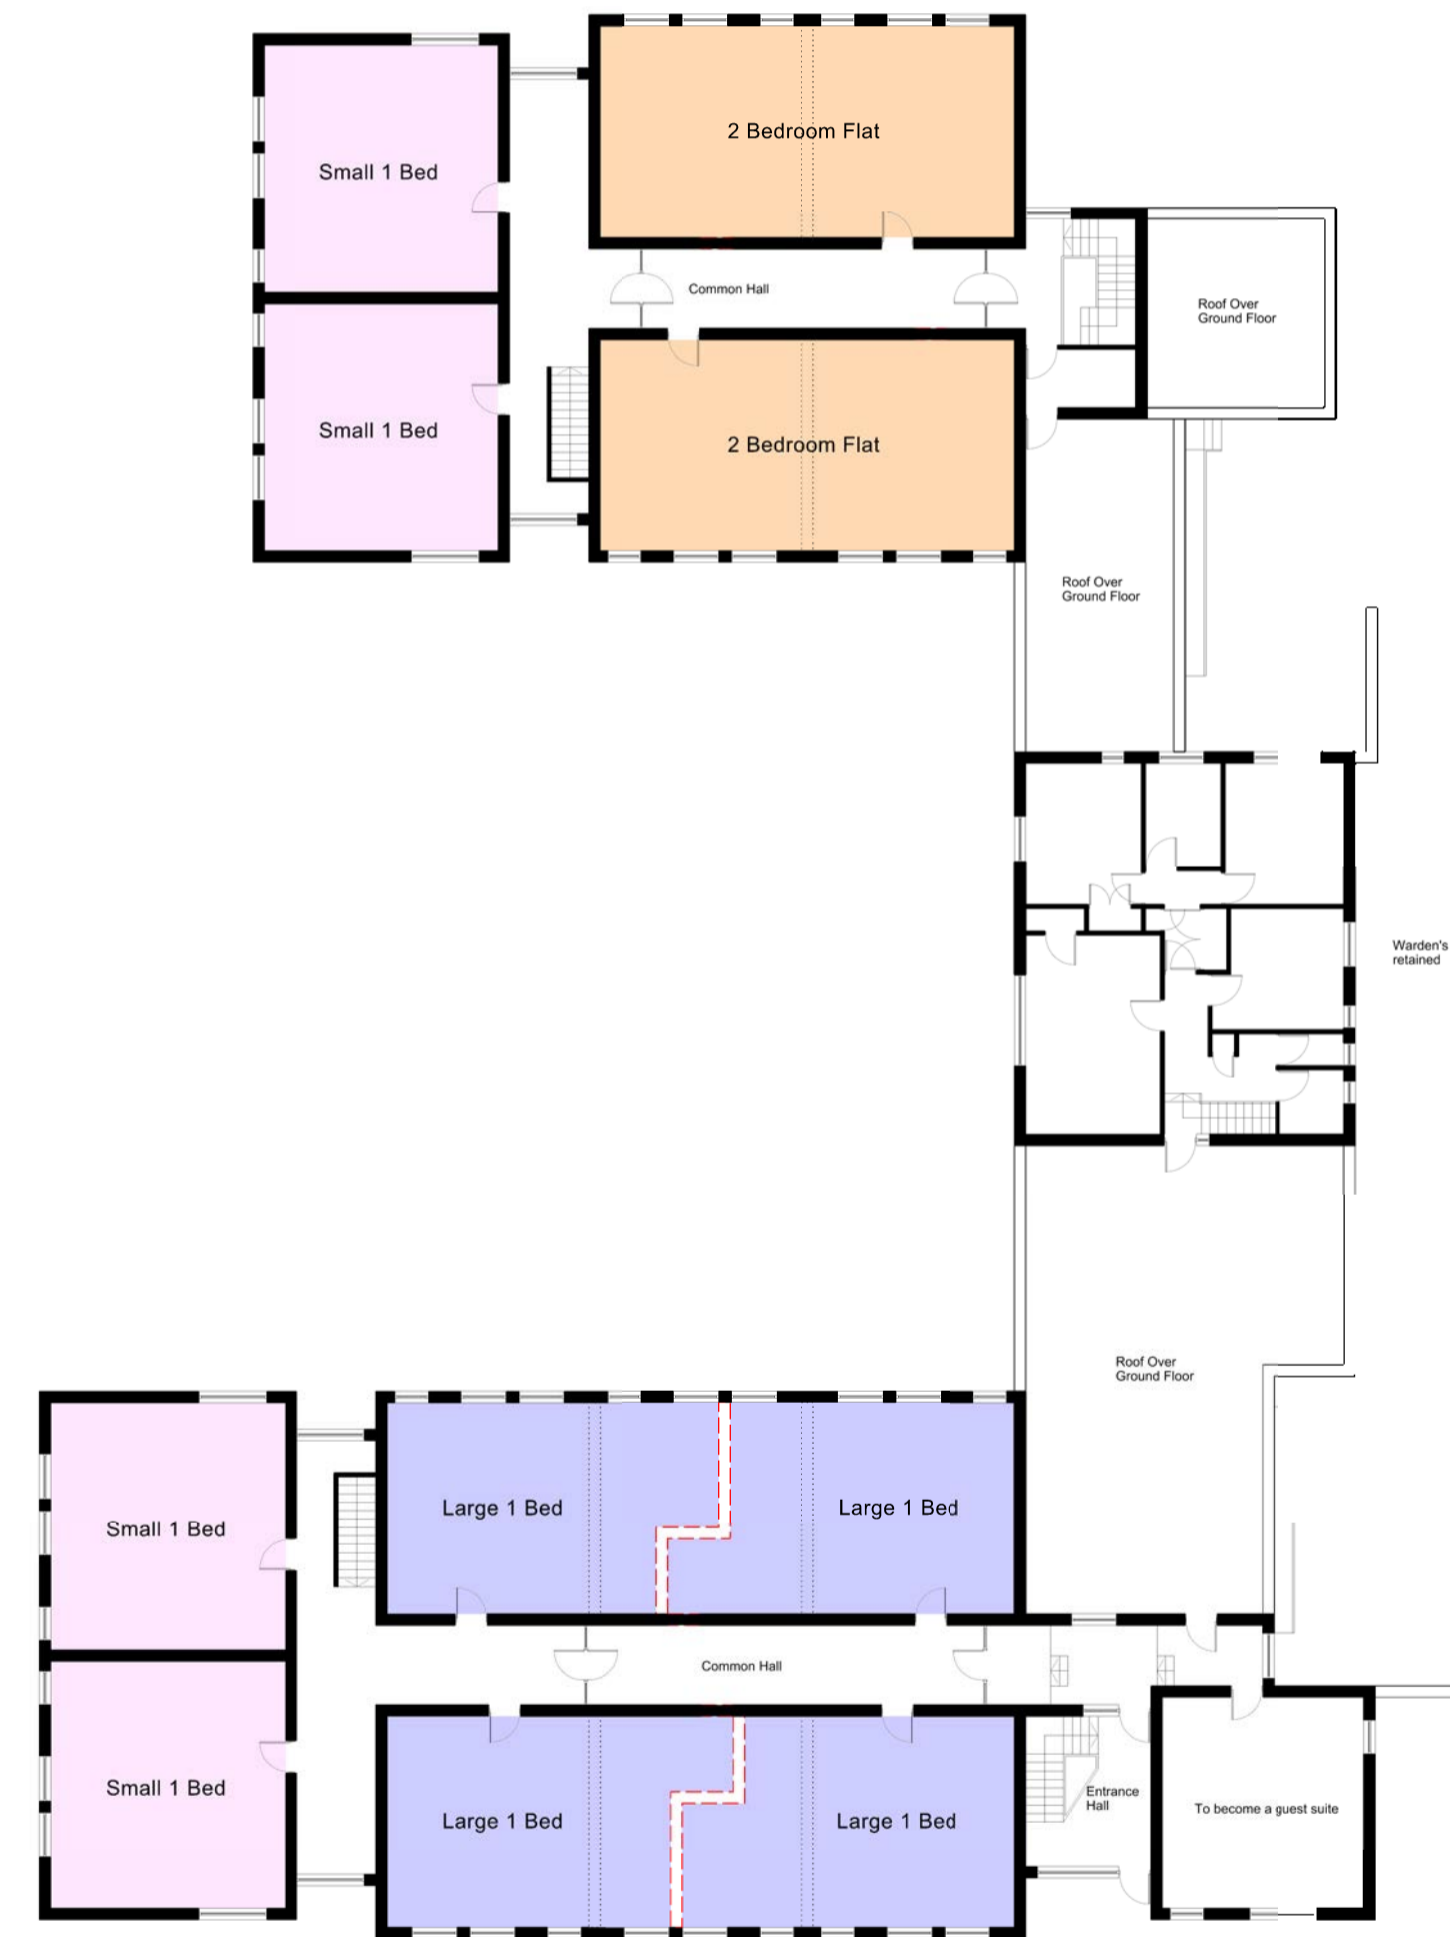 2 Bedroom Flat
Small 1 Bed
Common Hall
Roof Over
Ground Floor
Small 1 Bed
2 Bedroom Flat
Roof Over
Ground Floor
Warden's
retained
Roof Over
Ground Floor
Large 1 Bed
Large 1 Bed
Small 1 Bed
Common Hall
Small 1 Bed
Entrance
Hall
To become a guest suite
Large 1 Bed
Large 1 Bed